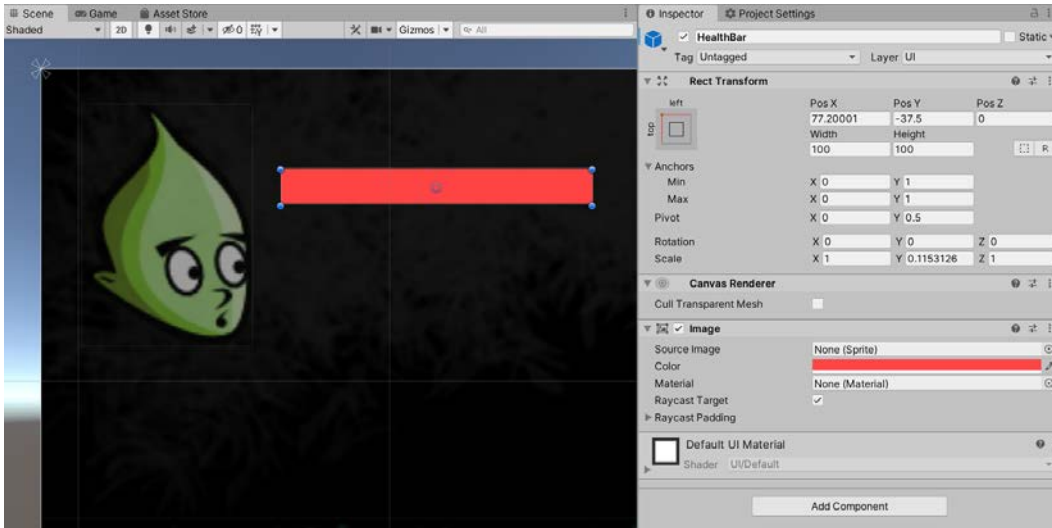 Scene Game Asset Store
Shaded 2D 0 Gizmos All
Inspector Project Settings
HealthBar Static
Tag Untagged Layer UI
Rect Transform
left
top
Pos X Pos Y Pos Z
77.20001 -37.5 0
Width Height
100 100 R
Anchors
Min X 0 Y 1
Max X 0 Y 1
Pivot X 0 Y 0.5
Rotation X 0 Y 0 Z 0
Scale X 1 Y 0.1153126 Z 1
Canvas Renderer
Cull Transparent Mesh
Image
Source Image None (Sprite)
Color
Material None (Material)
Raycast Target
Raycast Padding
Default UI Material
Shader UI/Default
Add Component